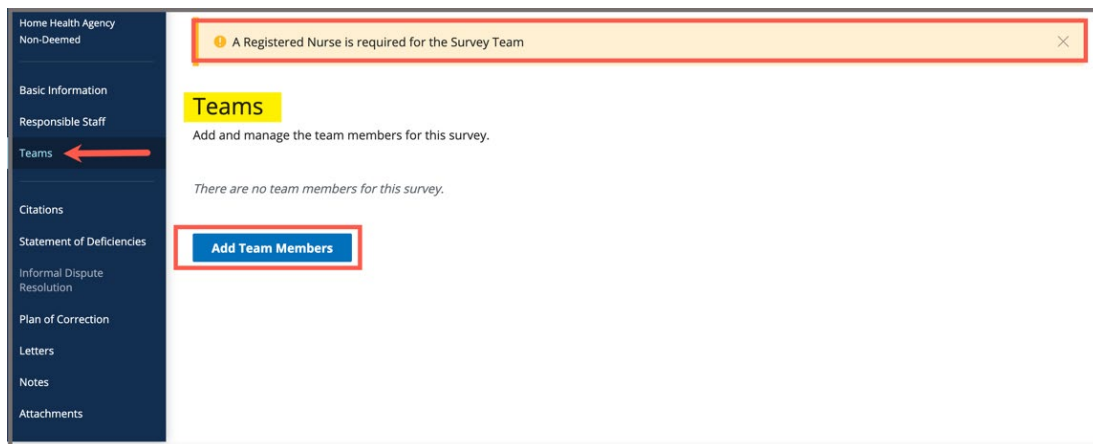 Home Health Agency
Non-Deemed
Basic Information
Responsible Staff
Teams
Citations
Statement of Deficiencies
Informal Dispute
Resolution
Plan of Correction
Letters
Notes
Attachments
A Registered Nurse is required for the Survey Team
Teams
Add and manage the team members for this survey.
There are no team members for this survey.
Add Team Members